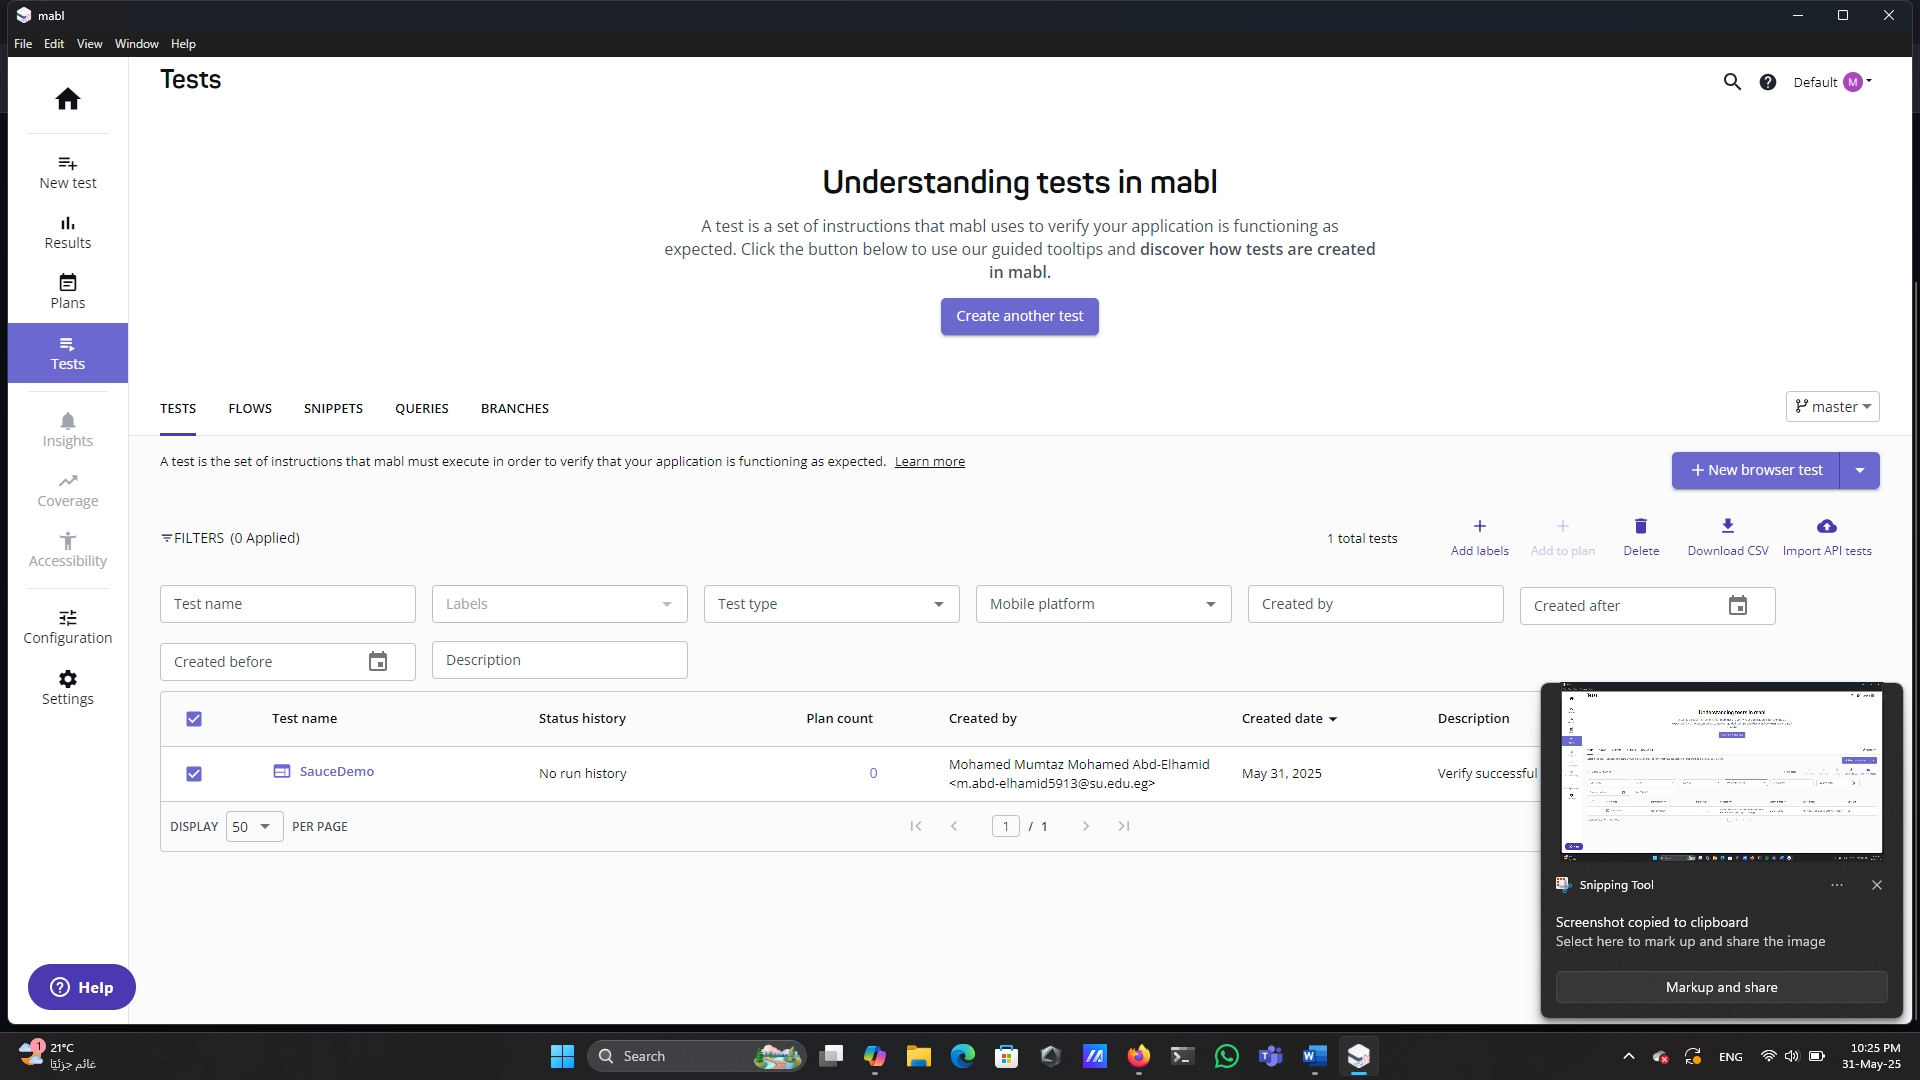 mabl
File Edit View Window Help
Tests
Default M
New test
Results
Plans
Tests
Insights
Coverage
Accessibility
Configuration
Settings
Help
Understanding tests in mabl
A test is a set of instructions that mabl uses to verify your application is functioning as
expected. Click the button below to use our guided tooltips and discover how tests are created
in mabl.
Create another test
TESTS FLOWS SNIPPETS QUERIES BRANCHES
master
A test is the set of instructions that mabl must execute in order to verify that your application is functioning as expected. Learn more
New browser test
FILTERS (0 Applied)
1 total tests
Add labels Add to plan Delete Download CSV Import API tests
Test name Labels Test type Mobile platform Created by Created after
Created before Description
Test name Status history Plan count Created by Created date Description
SauceDemo No run history 0 Mohamed Mumtaz Mohamed Abd-Elhamid
<m.abd-elhamid5913@su.edu.eg> May 31, 2025 Verify successful
DISPLAY 50 PER PAGE 1 / 1
Understanding tests in mabl
Snipping Tool
Screenshot copied to clipboard
Select here to mark up and share the image
Markup and share
1
21°C
غائم جزئيًا
Search
ENG
10:25 PM
31-May-25